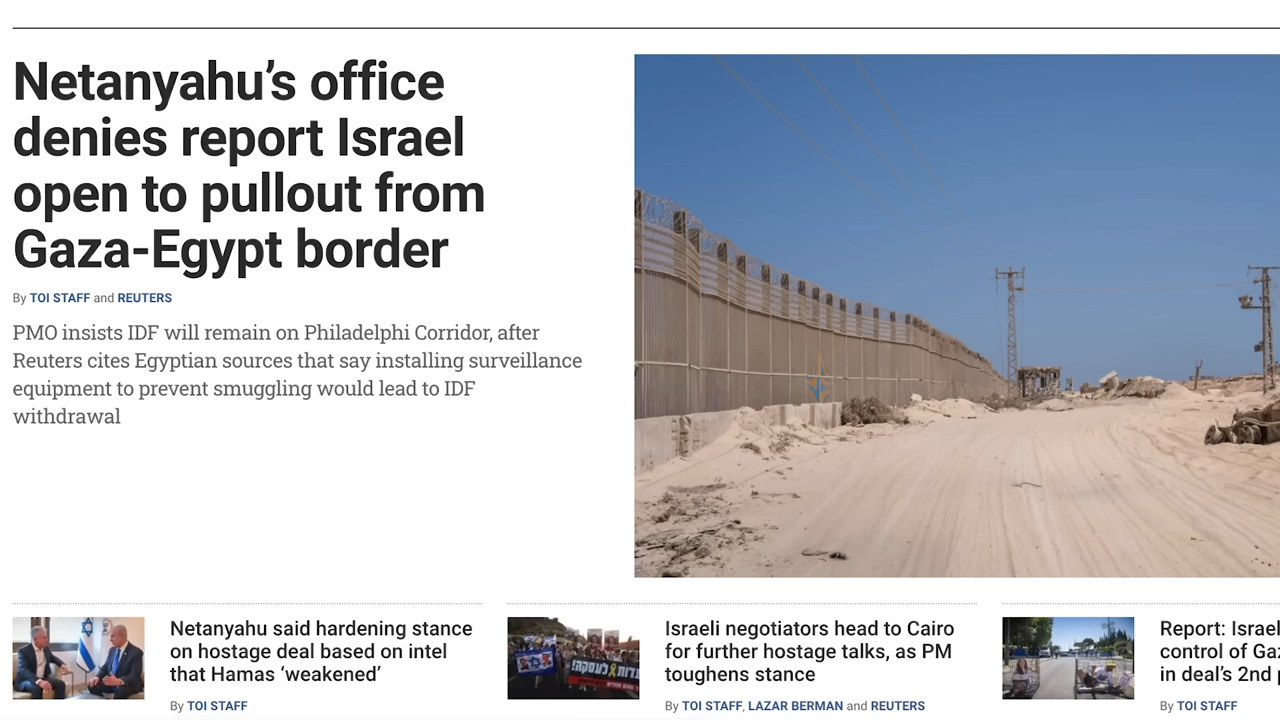 Netanyahu’s office
denies report Israel
open to pullout from
Gaza-Egypt border
By TOI STAFF and REUTERS
PMO insists IDF will remain on Philadelphi Corridor, after
Reuters cites Egyptian sources that say installing surveillance
equipment to prevent smuggling would lead to IDF
withdrawal
Netanyahu said hardening stance
on hostage deal based on intel
that Hamas ‘weakened’
By TOI STAFF
Israeli negotiators head to Cairo
for further hostage talks, as PM
toughens stance
By TOI STAFF, LAZAR BERMAN and REUTERS
Report: Israel
control of
in deal’s 2nd
By TOI STAFF